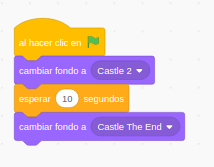 al hacer clic en
cambiar fondo a Castle 2
esperar 10 segundos
cambiar fondo a Castle The End